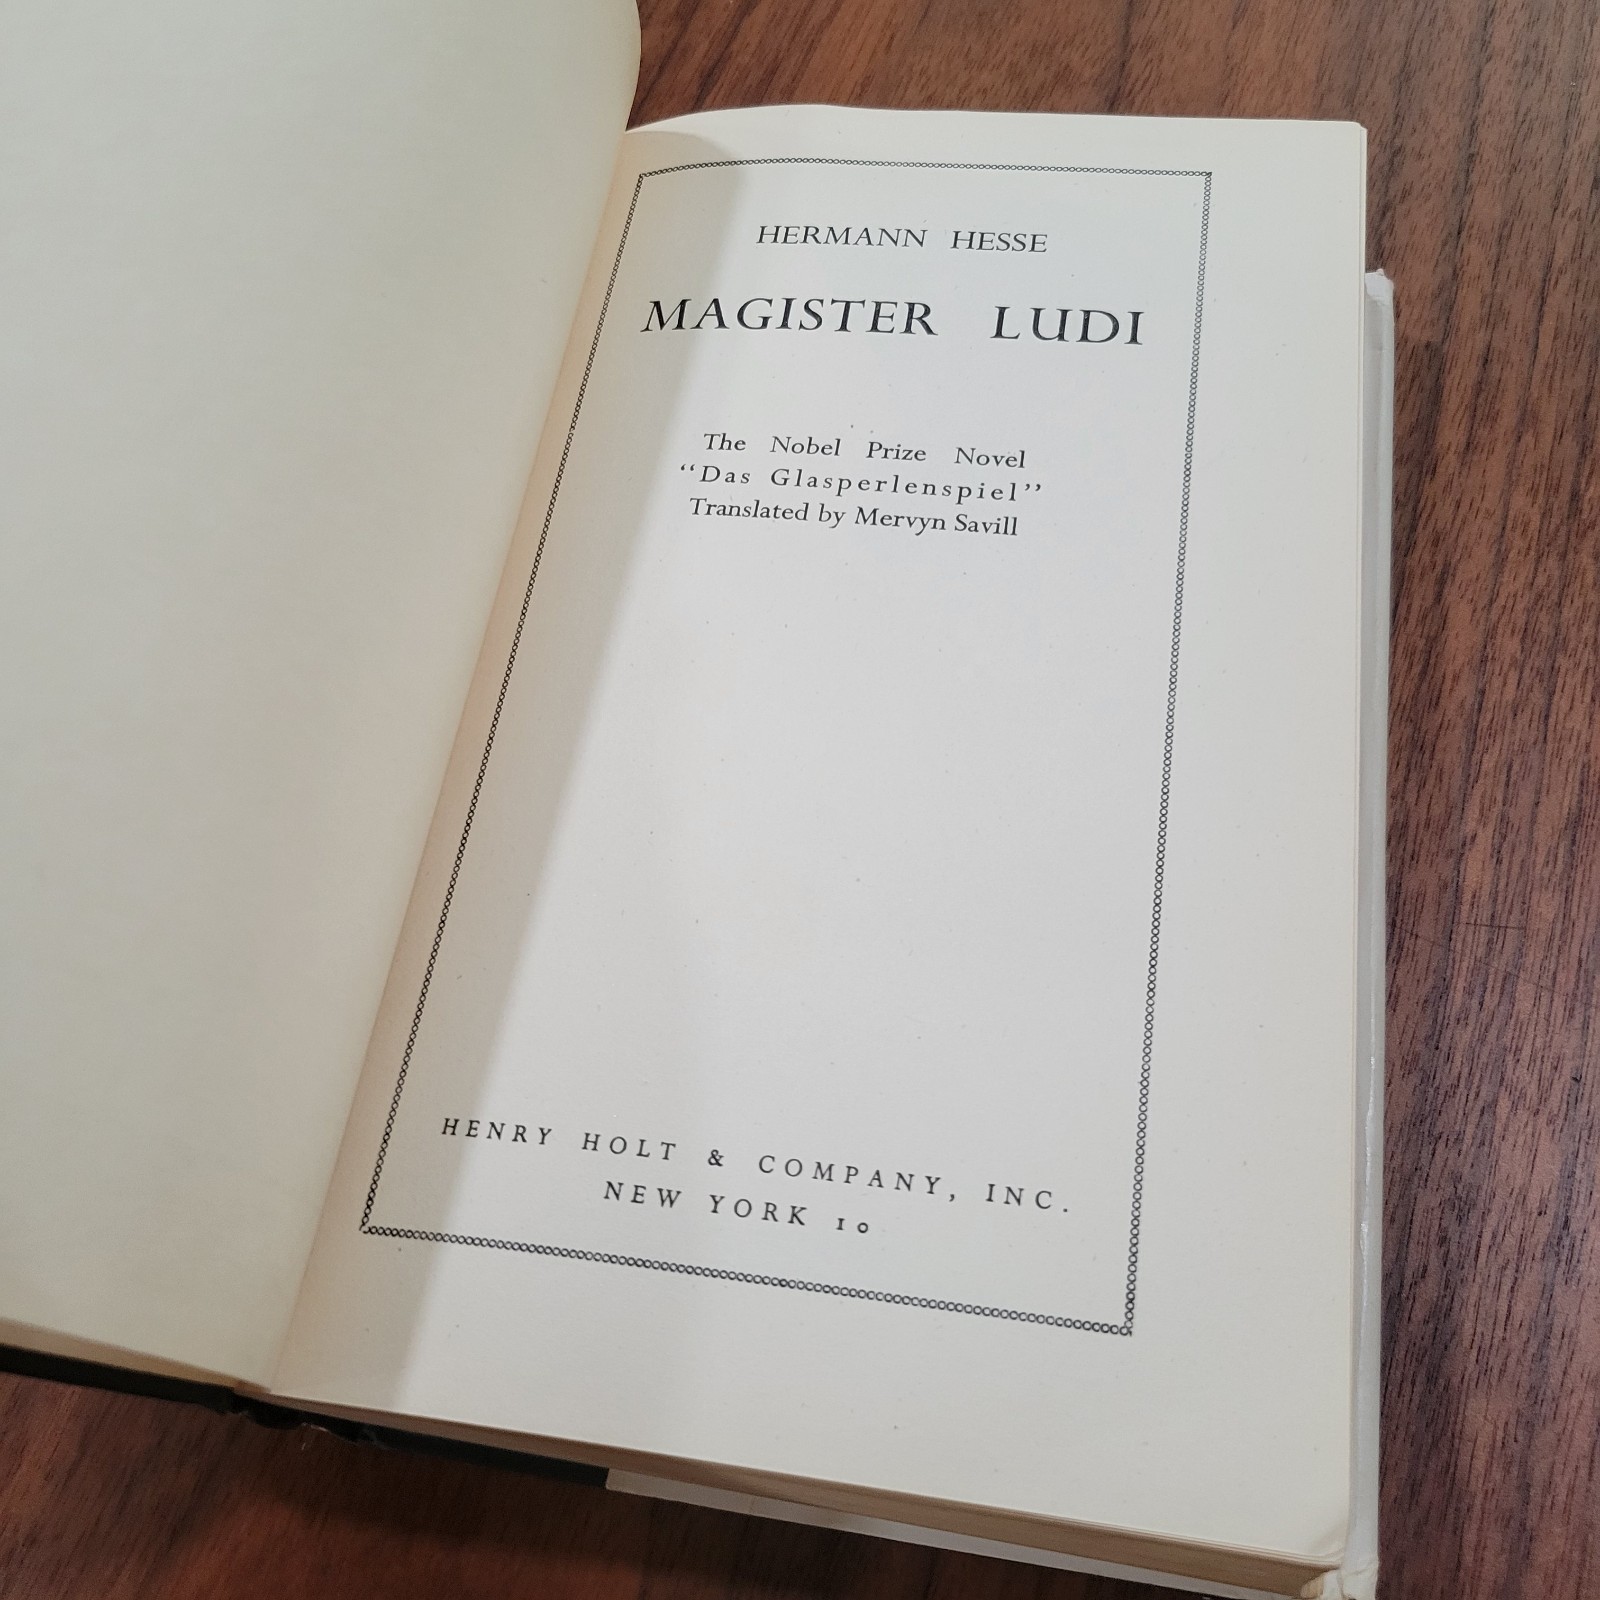 HERMANN HESSE
MAGISTER LUDI
The Nobel Prize Novel
“Das Glasperlenspiel”
Translated by Mervyn Savill
HENRY HOLT & COMPANY, INC.
NEW YORK 10